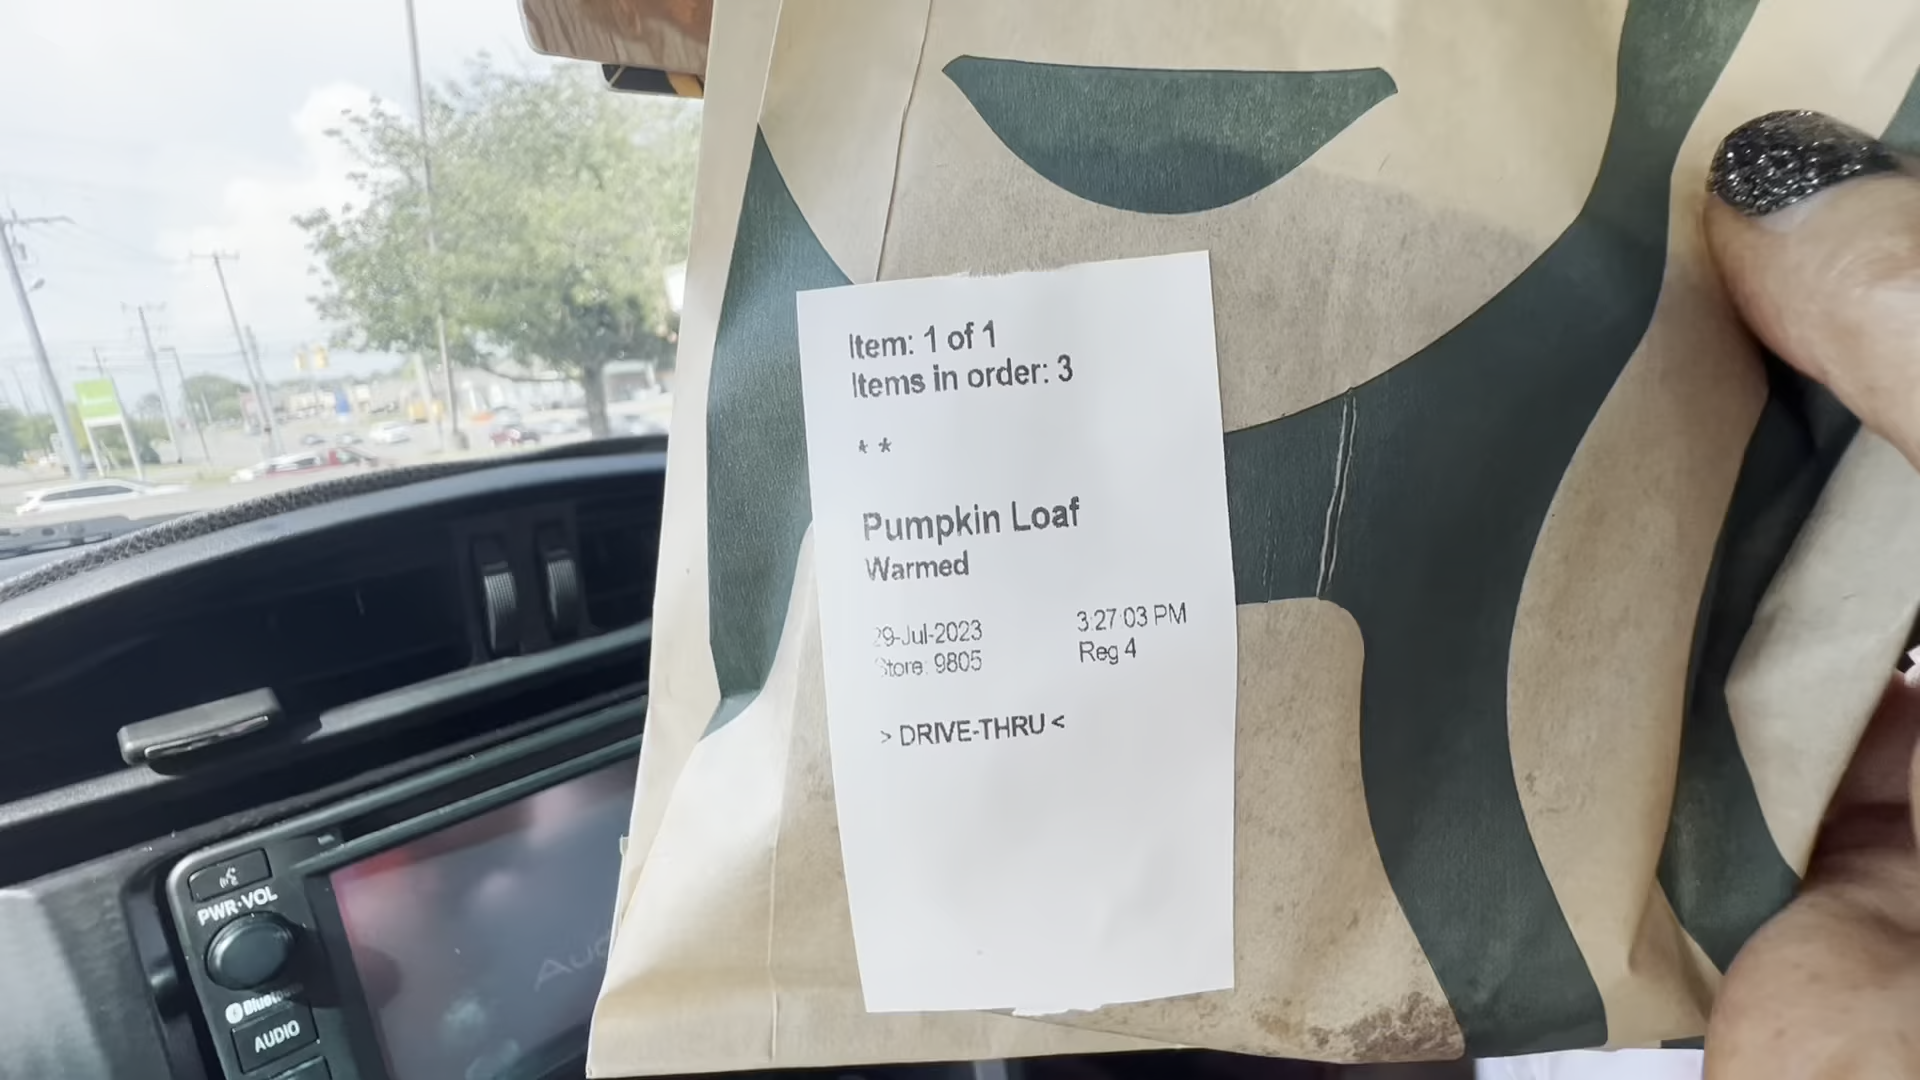 Item: 1 of 1
Items in order: 3
* *
Pumpkin Loaf
Warmed
29-Jul-2023 3:27:03 PM
Store: 9805 Reg 4
> DRIVE-THRU <
PWR·VOL
Bluetooth
AUDIO